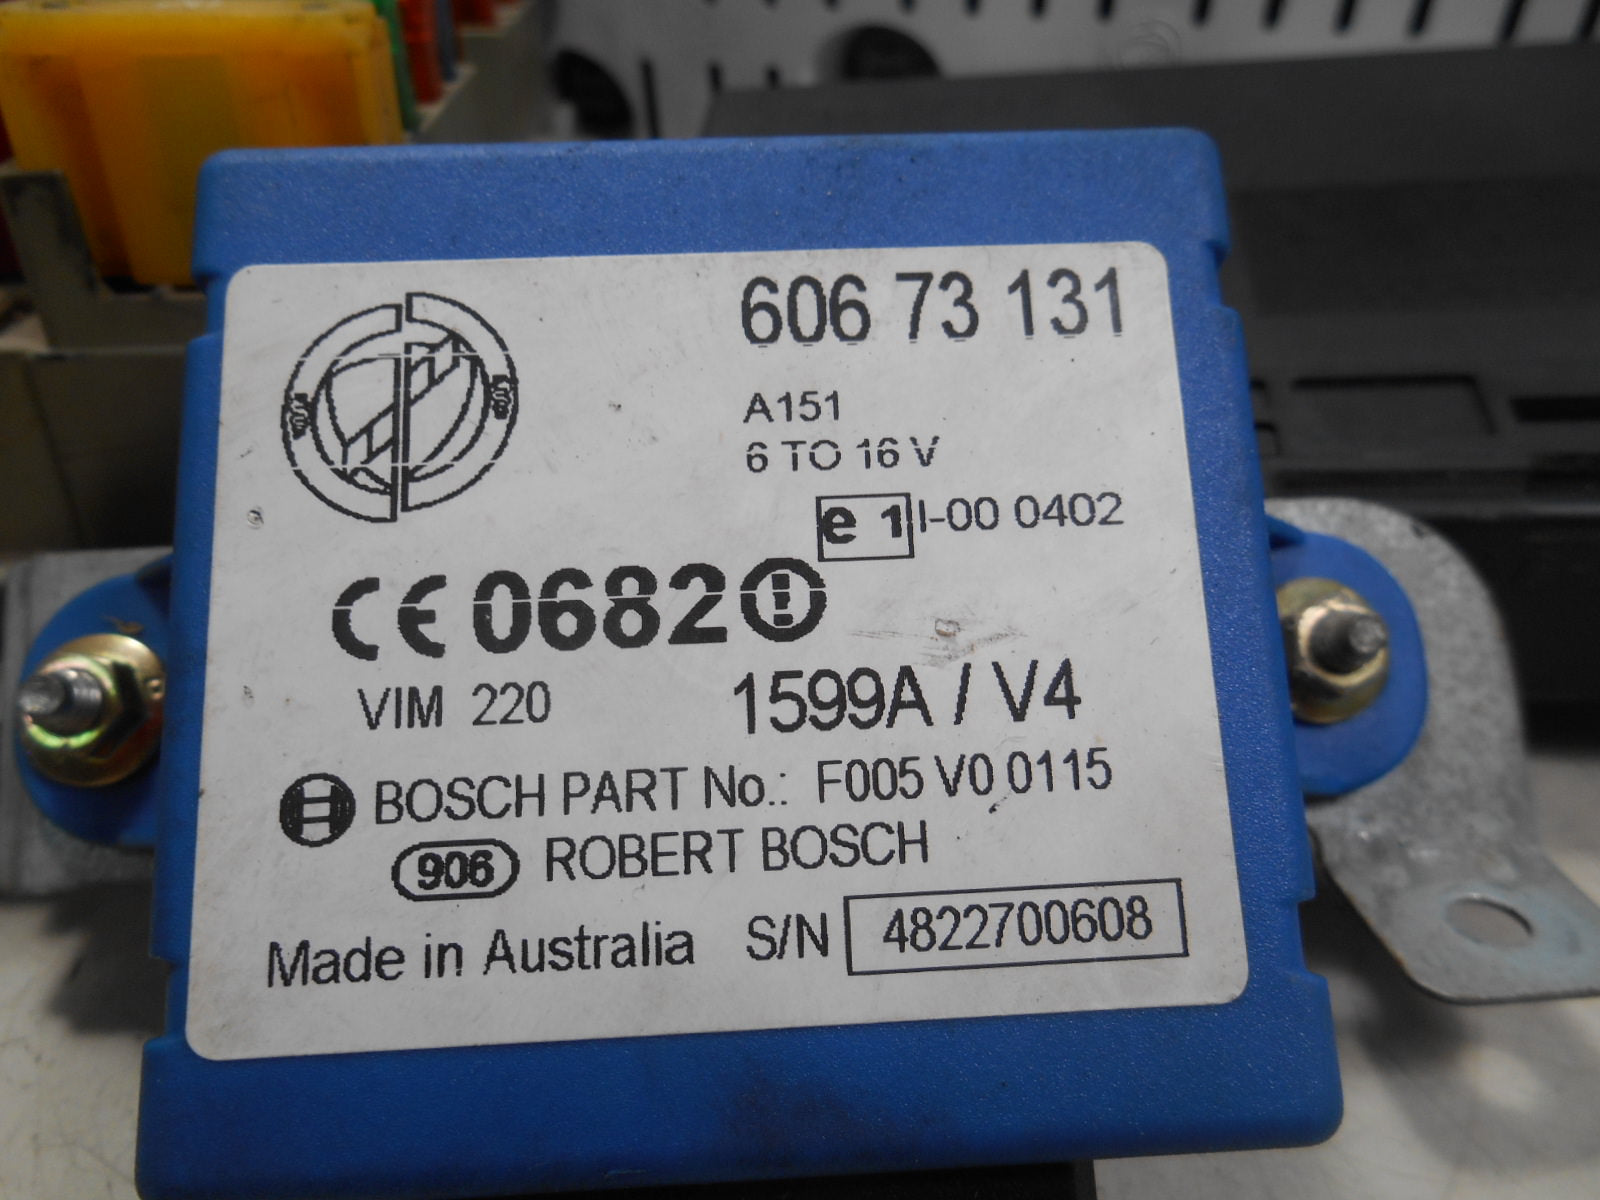 606 73 131
A151
6 TO 16 V
e 1 I-00 0402
CE 0682
VIM 220 1599A / V4
BOSCH PART No.: F005 V0 0115
906 ROBERT BOSCH
Made in Australia S/N 4822700608